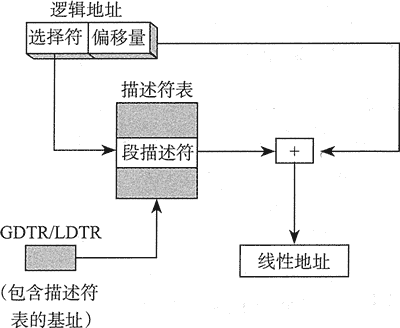 逻辑地址
选择符 偏移量
描述符表
段描述符
+
GDTR/LDTR
线性地址
(包含描述符
表的基址)